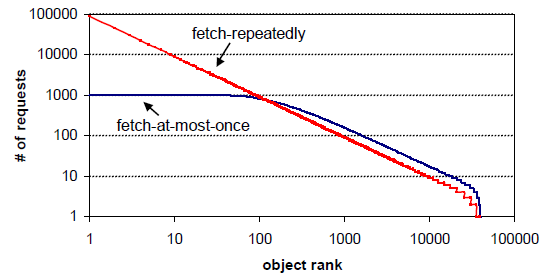 100000
10000
1000
100
10
1
# of requests
fetch-repeatedly
fetch-at-most-once
1 10 100 1000 10000 100000
object rank